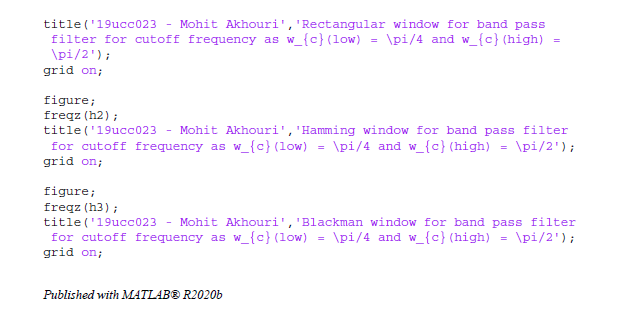 title('19ucc023 - Mohit Akhouri','Rectangular window for band pass
filter for cutoff frequency as w_{c}(low) = \pi/4 and w_{c}(high) =
\pi/2');
grid on;
figure;
freqz(h2);
title('19ucc023 - Mohit Akhouri','Hamming window for band pass filter
for cutoff frequency as w_{c}(low) = \pi/4 and w_{c}(high) = \pi/2');
grid on;
figure;
freqz(h3);
title('19ucc023 - Mohit Akhouri','Blackman window for band pass filter
for cutoff frequency as w_{c}(low) = \pi/4 and w_{c}(high) = \pi/2');
grid on;
Published with MATLAB® R2020b